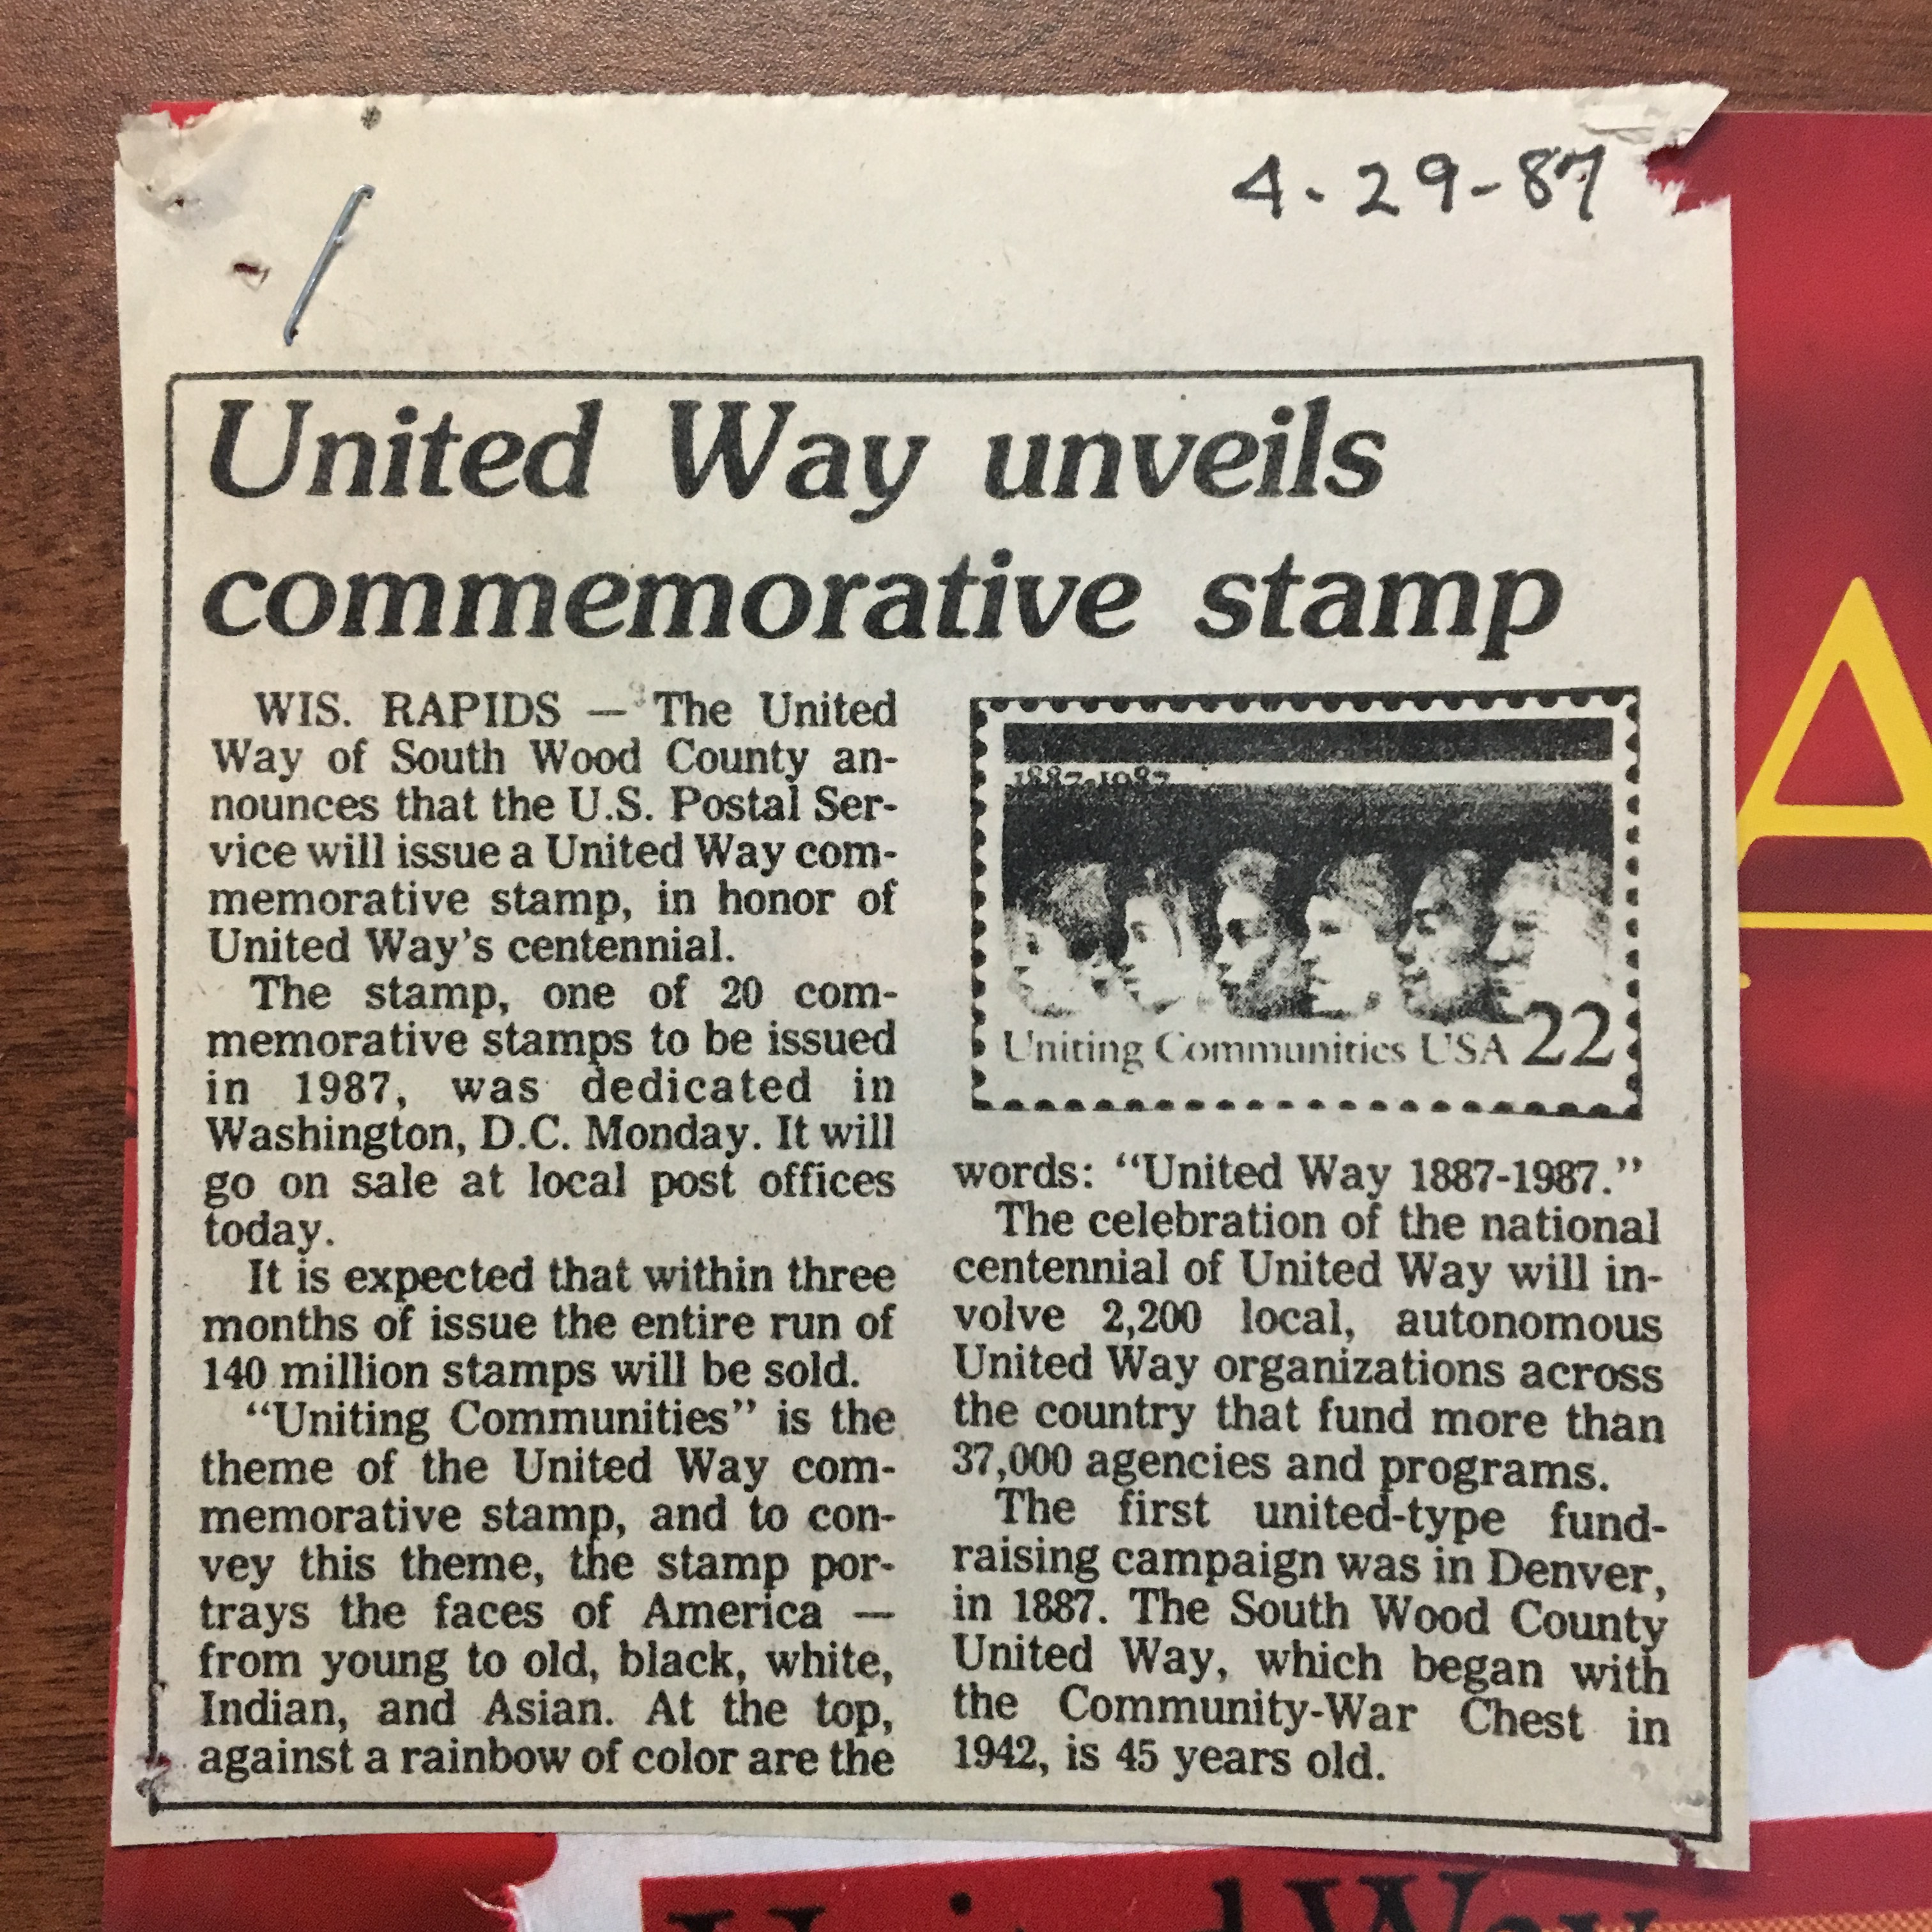 4-29-87
United Way unveils
commemorative stamp
WIS. RAPIDS — The United
Way of South Wood County an-
nounces that the U.S. Postal Ser-
vice will issue a United Way com-
memorative stamp, in honor of
United Way's centennial.
The stamp, one of 20 com-
memorative stamps to be issued
in 1987, was dedicated in
Washington, D.C. Monday. It will
go on sale at local post offices
today.
It is expected that within three
months of issue the entire run of
140 million stamps will be sold.
“Uniting Communities” is the
theme of the United Way com-
memorative stamp, and to con-
vey this theme, the stamp por-
trays the faces of America —
from young to old, black, white,
Indian, and Asian. At the top,
against a rainbow of color are the
1887-1987
Uniting Communities USA 22
words: “United Way 1887-1987.”
The celebration of the national
centennial of United Way will in-
volve 2,200 local, autonomous
United Way organizations across
the country that fund more than
37,000 agencies and programs.
The first united-type fund-
raising campaign was in Denver,
in 1887. The South Wood County
United Way, which began with
the Community-War Chest in
1942, is 45 years old.
A
United Way